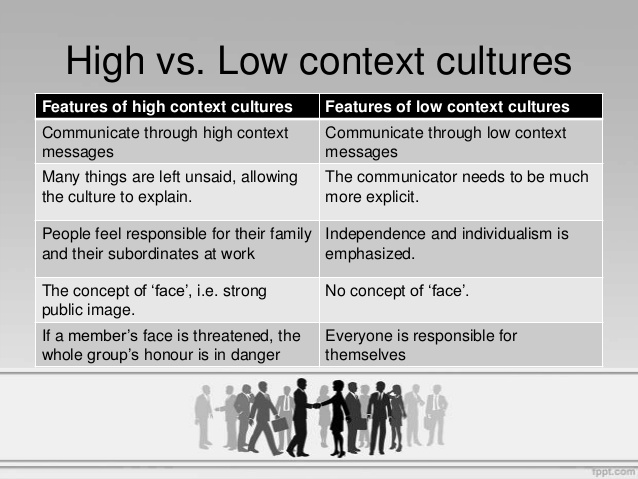 High vs. Low context cultures
Features of high context cultures
Features of low context cultures
Communicate through high context
messages
Communicate through low context
messages
Many things are left unsaid, allowing
the culture to explain.
The communicator needs to be much
more explicit.
People feel responsible for their family
and their subordinates at work
Independence and individualism is
emphasized.
The concept of ‘face’, i.e. strong
public image.
No concept of ‘face’.
If a member’s face is threatened, the
whole group’s honour is in danger
Everyone is responsible for
themselves
fppt.com